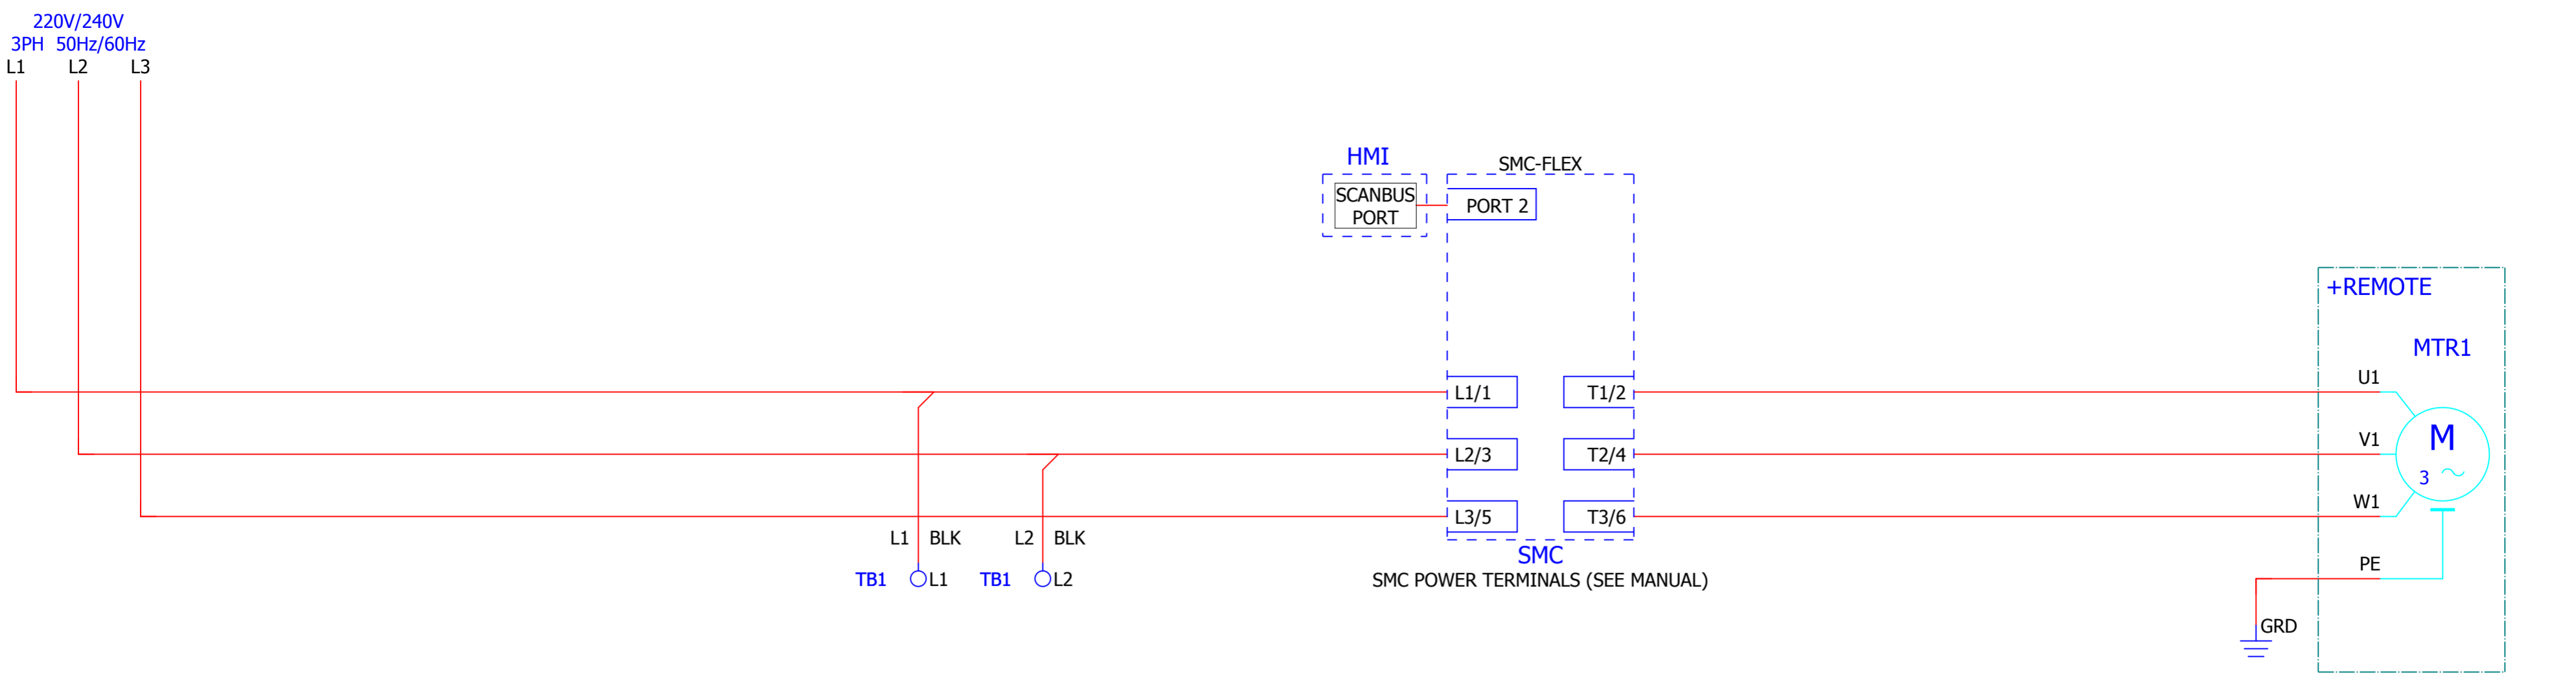 220V/240V
3PH 50Hz/60Hz
L1 L2 L3
HMI
SCANBUS
PORT
SMC-FLEX
PORT 2
+REMOTE
MTR1
L1/1 T1/2 U1
L2/3 T2/4 V1
M
3
L3/5 T3/6 W1
L1 BLK L2 BLK
TB1 L1 TB1 L2
SMC
SMC POWER TERMINALS (SEE MANUAL)
PE
GRD